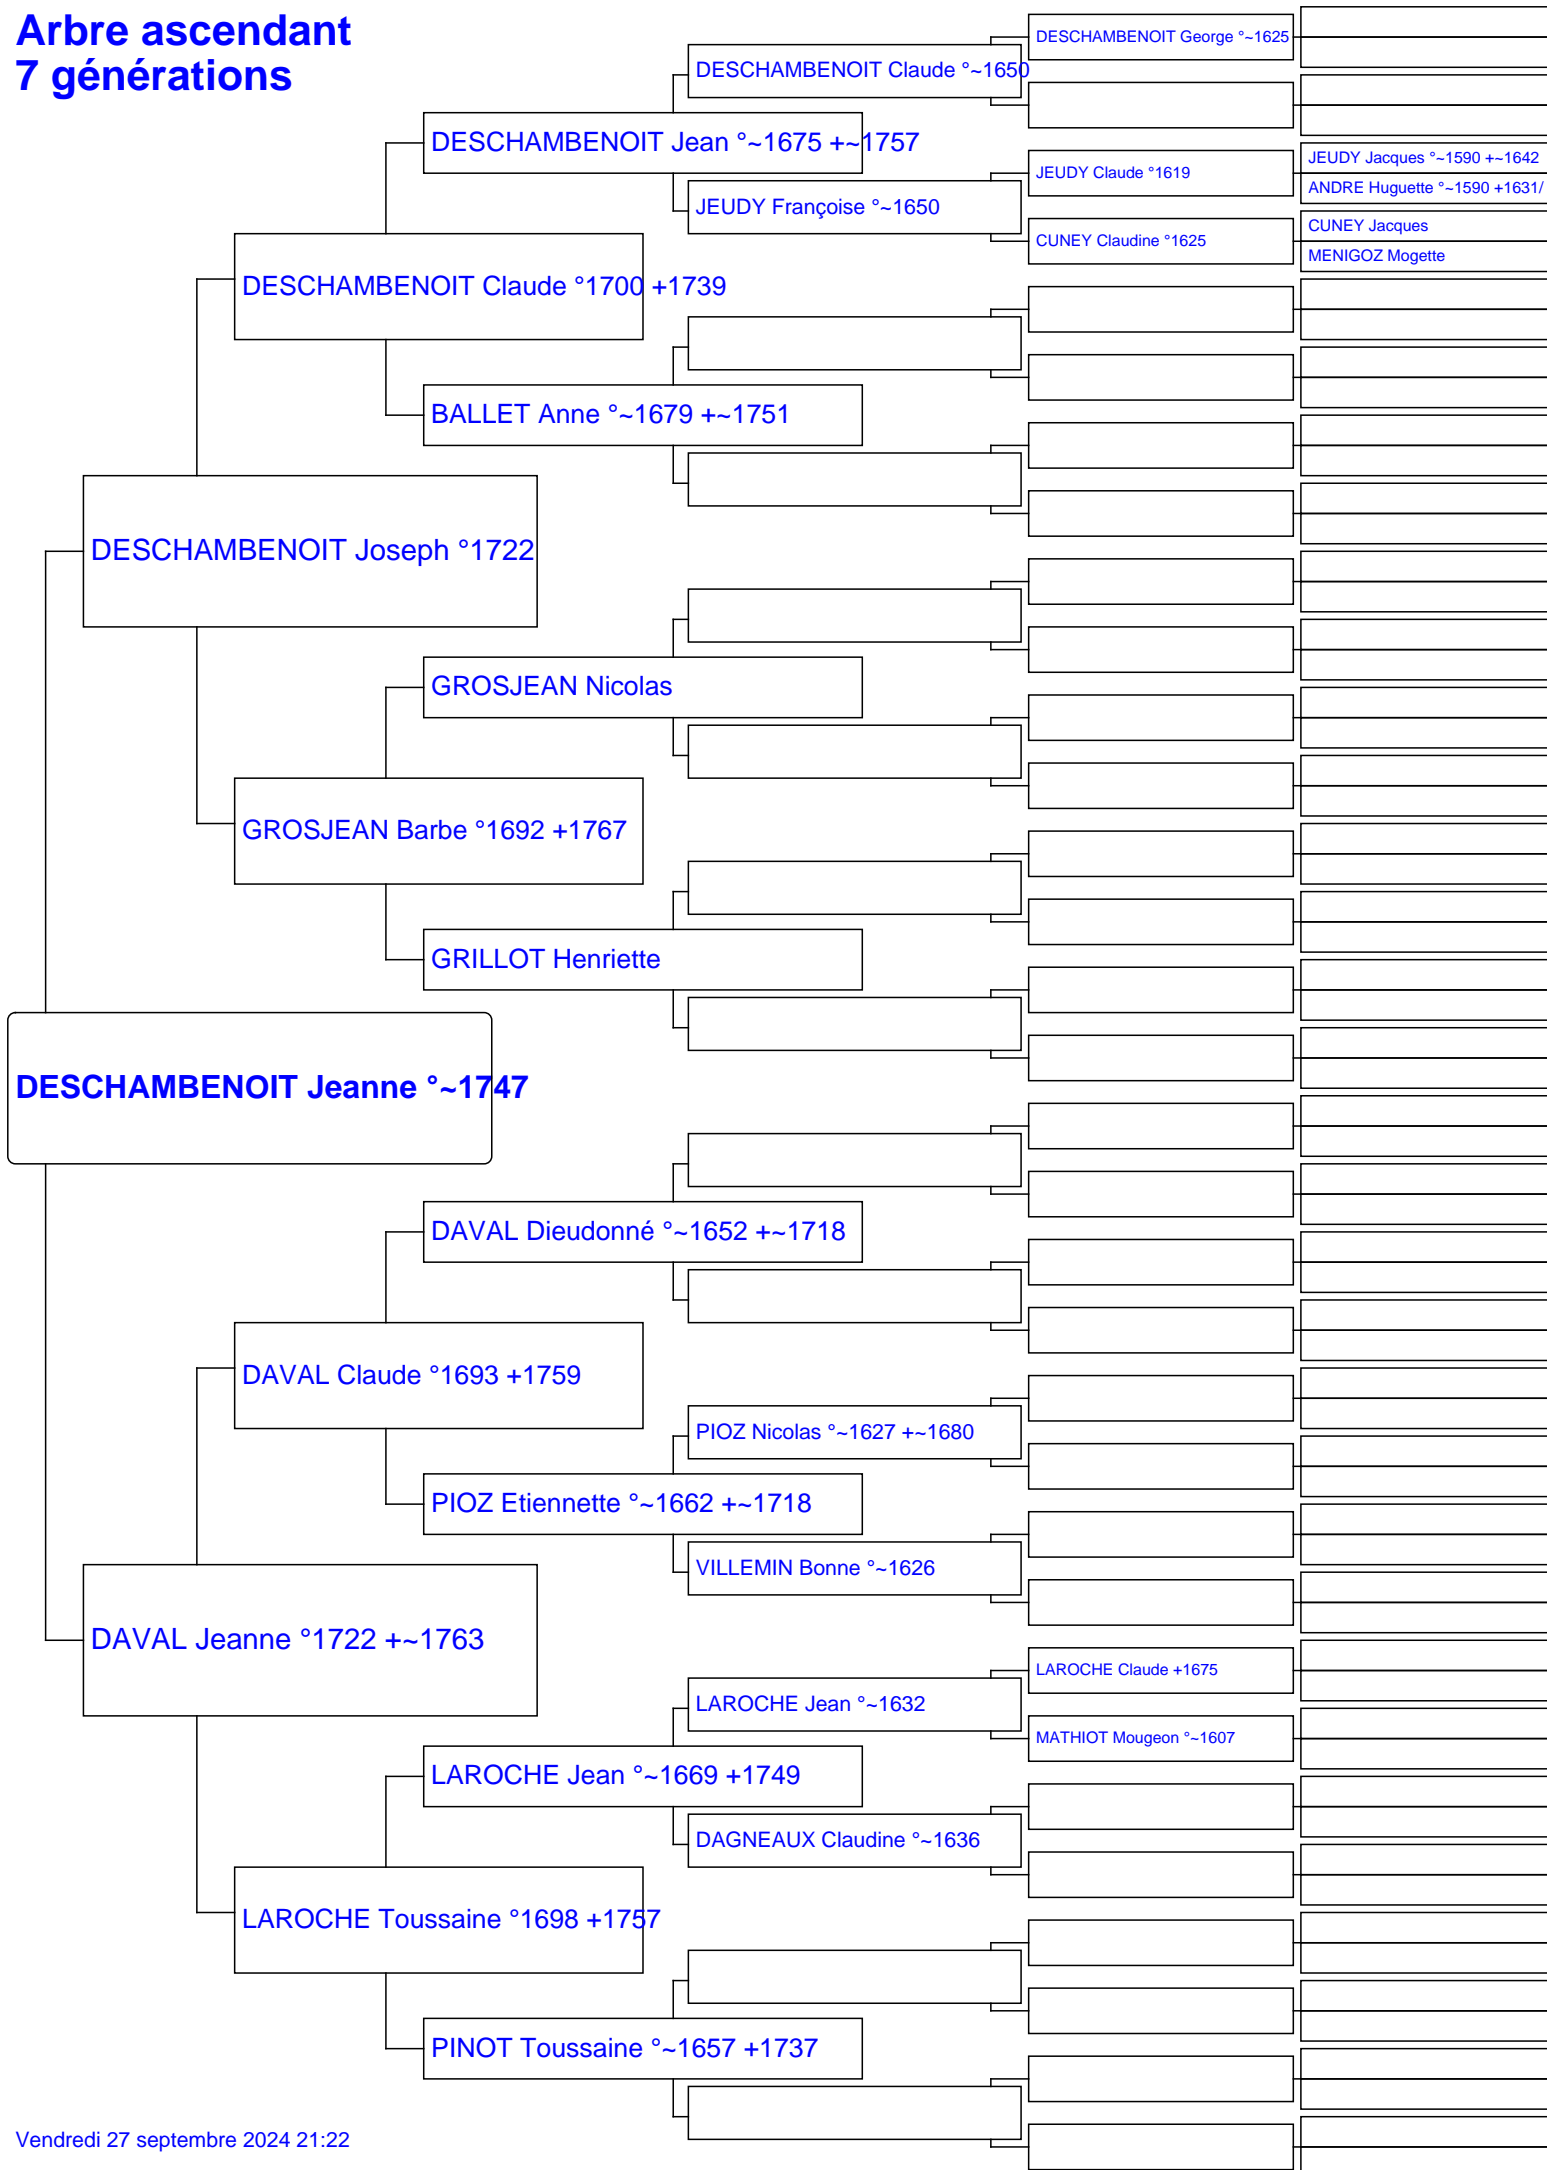 Arbre ascendant
7 générations
DESCHAMBENOIT George °~1625
DESCHAMBENOIT Claude °~1650
DESCHAMBENOIT Jean °~1675 +~1757
JEUDY Jacques °~1590 +~1642
JEUDY Claude °1619
ANDRE Huguette °~1590 +1631/
JEUDY Françoise °~1650
CUNEY Jacques
CUNEY Claudine °1625
MENIGOZ Mogette
DESCHAMBENOIT Claude °1700 +1739
BALLET Anne °~1679 +~1751
DESCHAMBENOIT Joseph °1722
GROSJEAN Nicolas
GROSJEAN Barbe °1692 +1767
GRILLOT Henriette
DESCHAMBENOIT Jeanne °~1747
DAVAL Dieudonné °~1652 +~1718
DAVAL Claude °1693 +1759
PIOZ Nicolas °~1627 +~1680
PIOZ Etiennette °~1662 +~1718
VILLEMIN Bonne °~1626
DAVAL Jeanne °1722 +~1763
LAROCHE Claude +1675
LAROCHE Jean °~1632
MATHIOT Mougeon °~1607
LAROCHE Jean °~1669 +1749
DAGNEAUX Claudine °~1636
LAROCHE Toussaine °1698 +1757
PINOT Toussaine °~1657 +1737
Vendredi 27 septembre 2024 21:22